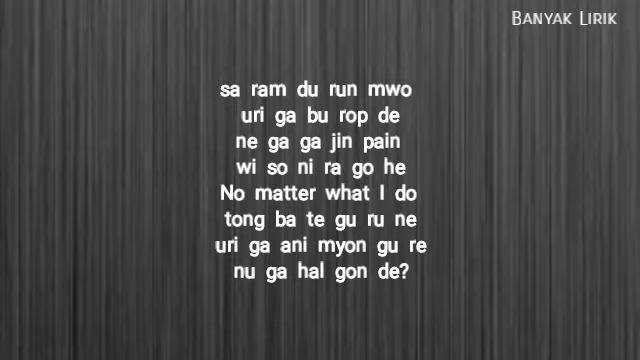 BANYAK LIRIK
sa ram du run mwo
uri ga bu rop de
ne ga ga jin pain
wi so ni ra go he
No matter what I do
tong ba te gu ru ne
uri ga ani myon gu re
nu ga hal gon de?